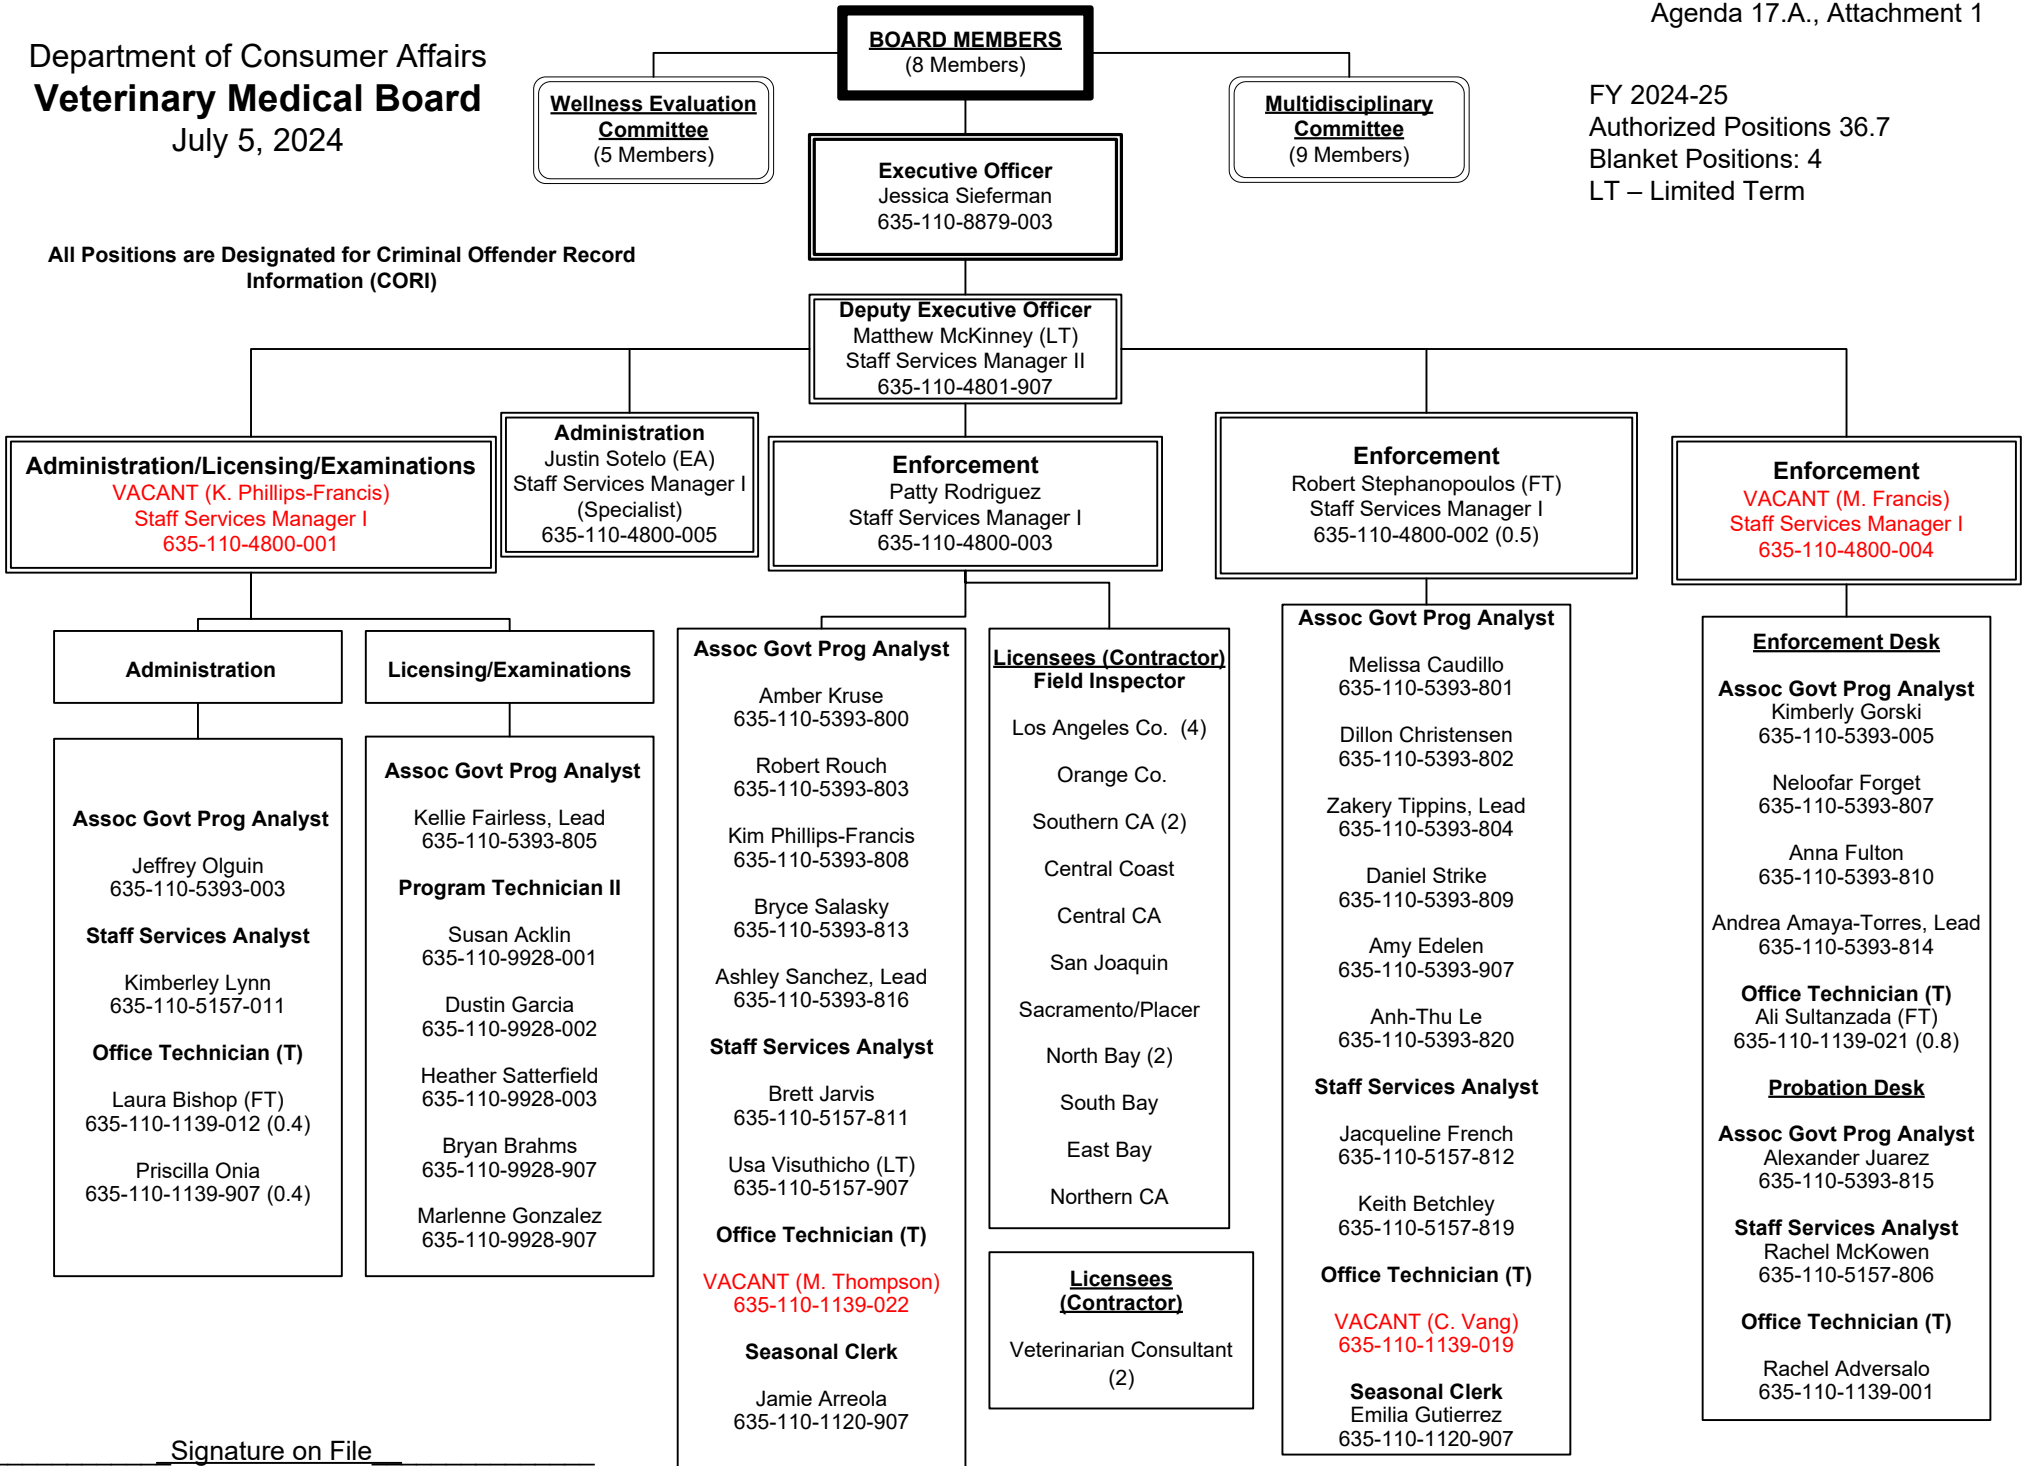 Agenda 17.A., Attachment 1
Department of Consumer Affairs
Veterinary Medical Board
July 5, 2024
BOARD MEMBERS
(8 Members)
Wellness Evaluation
Committee
(5 Members)
Multidisciplinary
Committee
(9 Members)
FY 2024-25
Authorized Positions 36.7
Blanket Positions: 4
LT – Limited Term
Executive Officer
Jessica Sieferman
635-110-8879-003
All Positions are Designated for Criminal Offender Record
Information (CORI)
Deputy Executive Officer
Matthew McKinney (LT)
Staff Services Manager II
635-110-4801-907
Administration/Licensing/Examinations
VACANT (K. Phillips-Francis)
Staff Services Manager I
635-110-4800-001
Administration
Justin Sotelo (EA)
Staff Services Manager I
(Specialist)
635-110-4800-005
Enforcement
Patty Rodriguez
Staff Services Manager I
635-110-4800-003
Enforcement
Robert Stephanopoulos (FT)
Staff Services Manager I
635-110-4800-002 (0.5)
Enforcement
VACANT (M. Francis)
Staff Services Manager I
635-110-4800-004
Administration
Assoc Govt Prog Analyst
Jeffrey Olguin
635-110-5393-003
Staff Services Analyst
Kimberley Lynn
635-110-5157-011
Office Technician (T)
Laura Bishop (FT)
635-110-1139-012 (0.4)
Priscilla Onia
635-110-1139-907 (0.4)
Licensing/Examinations
Assoc Govt Prog Analyst
Kellie Fairless, Lead
635-110-5393-805
Program Technician II
Susan Acklin
635-110-9928-001
Dustin Garcia
635-110-9928-002
Heather Satterfield
635-110-9928-003
Bryan Brahms
635-110-9928-907
Marlenne Gonzalez
635-110-9928-907
Assoc Govt Prog Analyst
Amber Kruse
635-110-5393-800
Robert Rouch
635-110-5393-803
Kim Phillips-Francis
635-110-5393-808
Bryce Salasky
635-110-5393-813
Ashley Sanchez, Lead
635-110-5393-816
Staff Services Analyst
Brett Jarvis
635-110-5157-811
Usa Visuthicho (LT)
635-110-5157-907
Office Technician (T)
VACANT (M. Thompson)
635-110-1139-022
Seasonal Clerk
Jamie Arreola
635-110-1120-907
Licensees (Contractor)
Field Inspector
Los Angeles Co. (4)
Orange Co.
Southern CA (2)
Central Coast
Central CA
San Joaquin
Sacramento/Placer
North Bay (2)
South Bay
East Bay
Northern CA
Licensees
(Contractor)
Veterinarian Consultant
(2)
Assoc Govt Prog Analyst
Melissa Caudillo
635-110-5393-801
Dillon Christensen
635-110-5393-802
Zakery Tippins, Lead
635-110-5393-804
Daniel Strike
635-110-5393-809
Amy Edelen
635-110-5393-907
Anh-Thu Le
635-110-5393-820
Staff Services Analyst
Jacqueline French
635-110-5157-812
Keith Betchley
635-110-5157-819
Office Technician (T)
VACANT (C. Vang)
635-110-1139-019
Seasonal Clerk
Emilia Gutierrez
635-110-1120-907
Enforcement Desk
Assoc Govt Prog Analyst
Kimberly Gorski
635-110-5393-005
Neloofar Forget
635-110-5393-807
Anna Fulton
635-110-5393-810
Andrea Amaya-Torres, Lead
635-110-5393-814
Office Technician (T)
Ali Sultanzada (FT)
635-110-1139-021 (0.8)
Probation Desk
Assoc Govt Prog Analyst
Alexander Juarez
635-110-5393-815
Staff Services Analyst
Rachel McKowen
635-110-5157-806
Office Technician (T)
Rachel Adversalo
635-110-1139-001
Signature on File